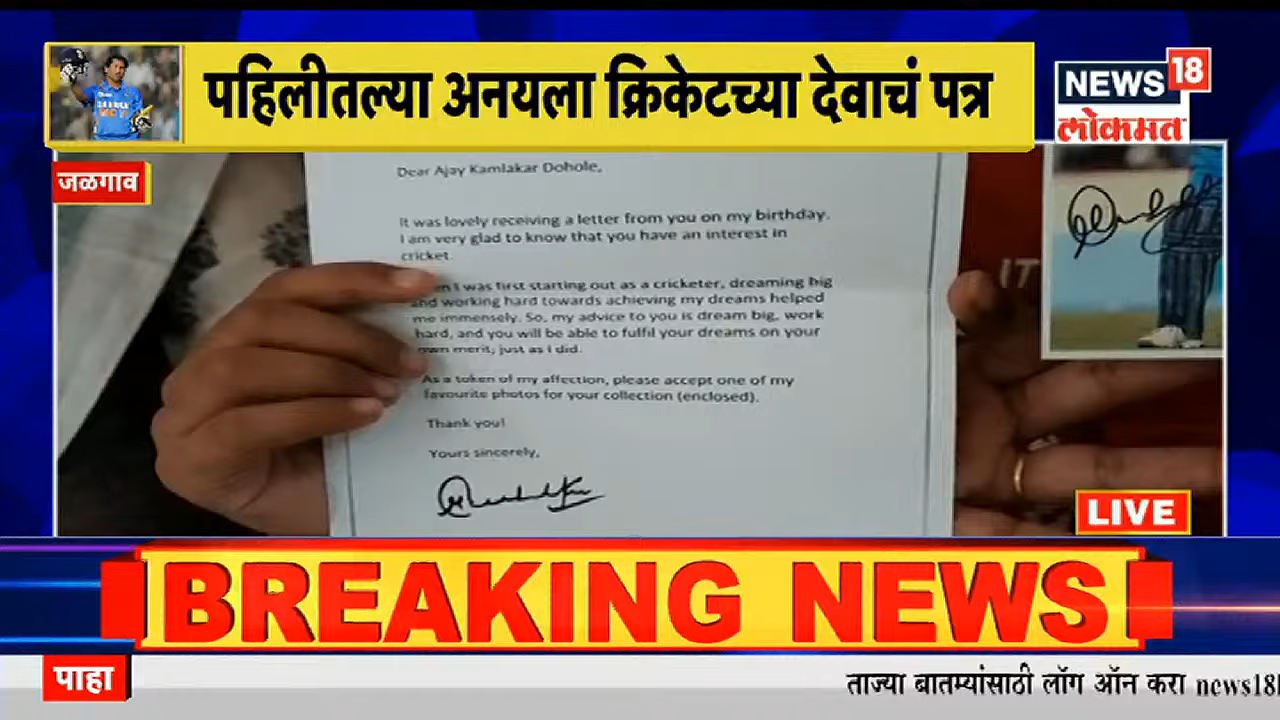 पहिलीतल्या अनयला क्रिकेटच्या देवाचं पत्र
NEWS 18
लोकमत
जळगाव
Dear Ajay Kamlakar Dohole,
It was lovely receiving a letter from you on my birthday.
I am very glad to know that you have an interest in
cricket.
I was first starting out as a cricketer, dreaming big
and working hard towards achieving my dreams helped
me immensely. So, my advice to you is dream big, work
hard, and you will be able to fulfil your dreams on your
own merit, just as I did.
As a token of my affection, please accept one of my
favourite photos for your collection (enclosed).
Thank you!
Yours sincerely,
IT
LIVE
BREAKING NEWS
पाहा
ताज्या बातम्यांसाठी लॉग ऑन करा news18